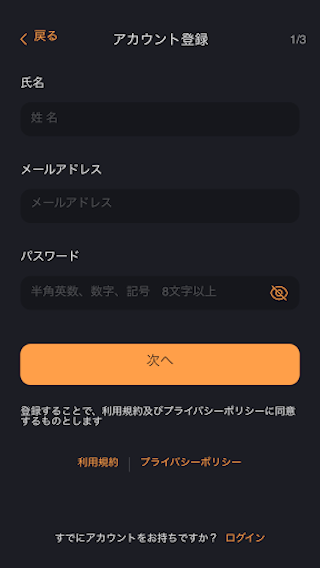 戻る
アカウント登録
1/3
氏名
姓 名
メールアドレス
メールアドレス
パスワード
半角英数、数字、記号　8文字以上
次へ
登録することで、利用規約及びプライバシーポリシーに同意
するものとします
利用規約
プライバシーポリシー
すでにアカウントをお持ちですか？ ログイン